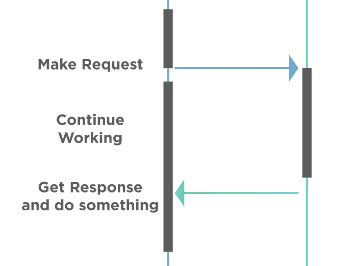 Make Request
Continue
Working
Get Response
and do something